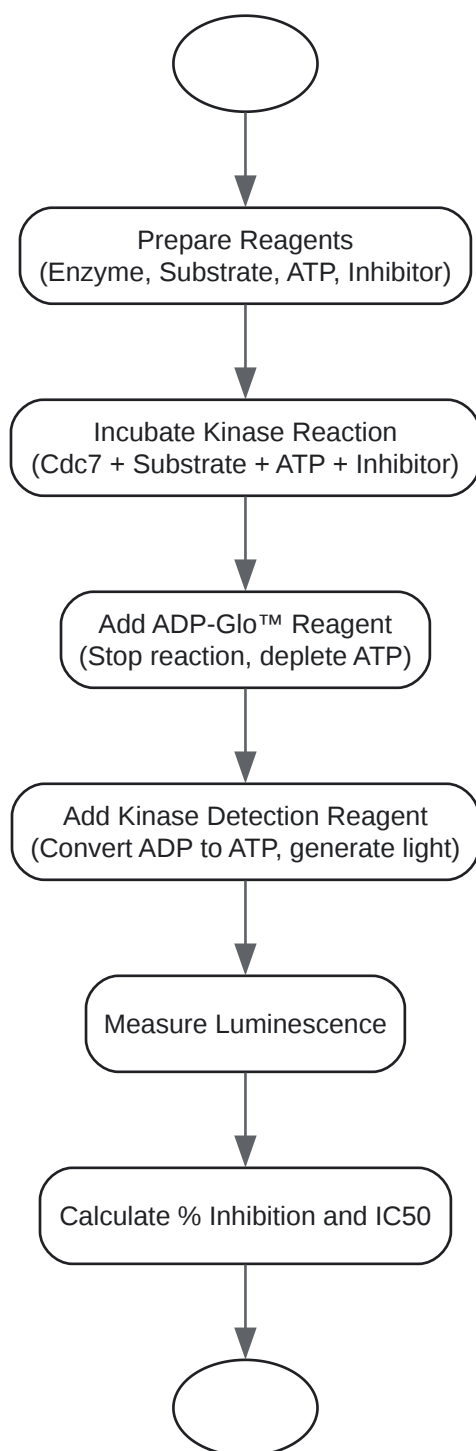 Prepare Reagents
(Enzyme, Substrate, ATP, Inhibitor)
Incubate Kinase Reaction
(Cdc7 + Substrate + ATP + Inhibitor)
Add ADP-Glo™ Reagent
(Stop reaction, deplete ATP)
Add Kinase Detection Reagent
(Convert ADP to ATP, generate light)
Measure Luminescence
Calculate % Inhibition and IC50